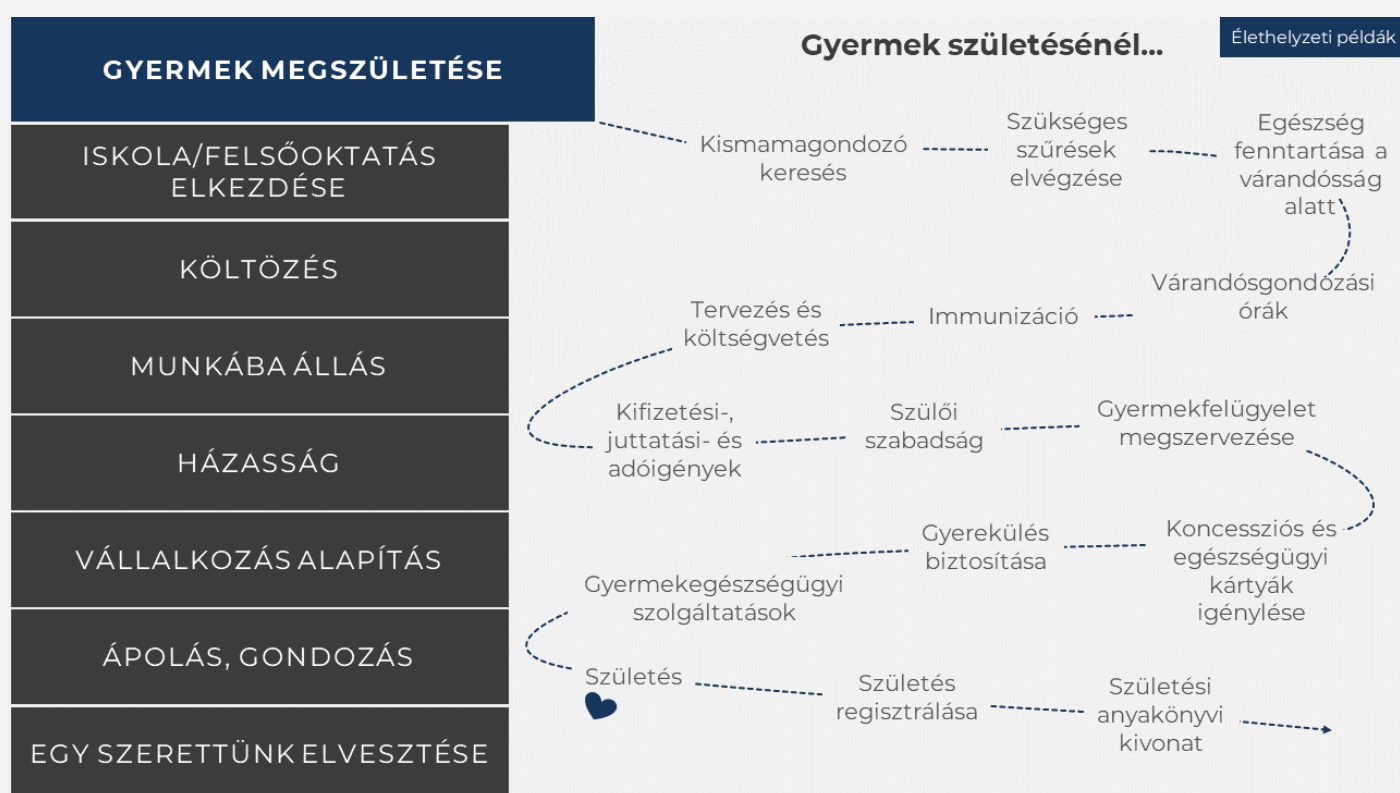 GYERMEK MEGSZÜLETÉSE
ISKOLA/FELSŐOKTATÁS
ELKEZDÉSE
KÖLTÖZÉS
MUNKÁBA ÁLLÁS
HÁZASSÁG
VÁLLALKOZÁS ALAPÍTÁS
ÁPOLÁS, GONDOZÁS
EGY SZERETTÜNK ELVESZTÉSE
Gyermek születésénél...
Élethelyzeti példák
Kismamagondozó
keresés
Szükséges
szűrések
elvégzése
Egészség
fenntartása a
várandósság
alatt
Várandósgondozási
órák
Immunizáció
Tervezés és
költségvetés
Kifizetési-,
juttatási- és
adóigények
Szülői
szabadság
Gyermekfelügyelet
megszervezése
Koncessziós és
egészségügyi
kártyák
igénylése
Gyerekülés
biztosítása
Gyermekegészségügyi
szolgáltatások
Születés
Születés
regisztrálása
Születési
anyakönyvi
kivonat